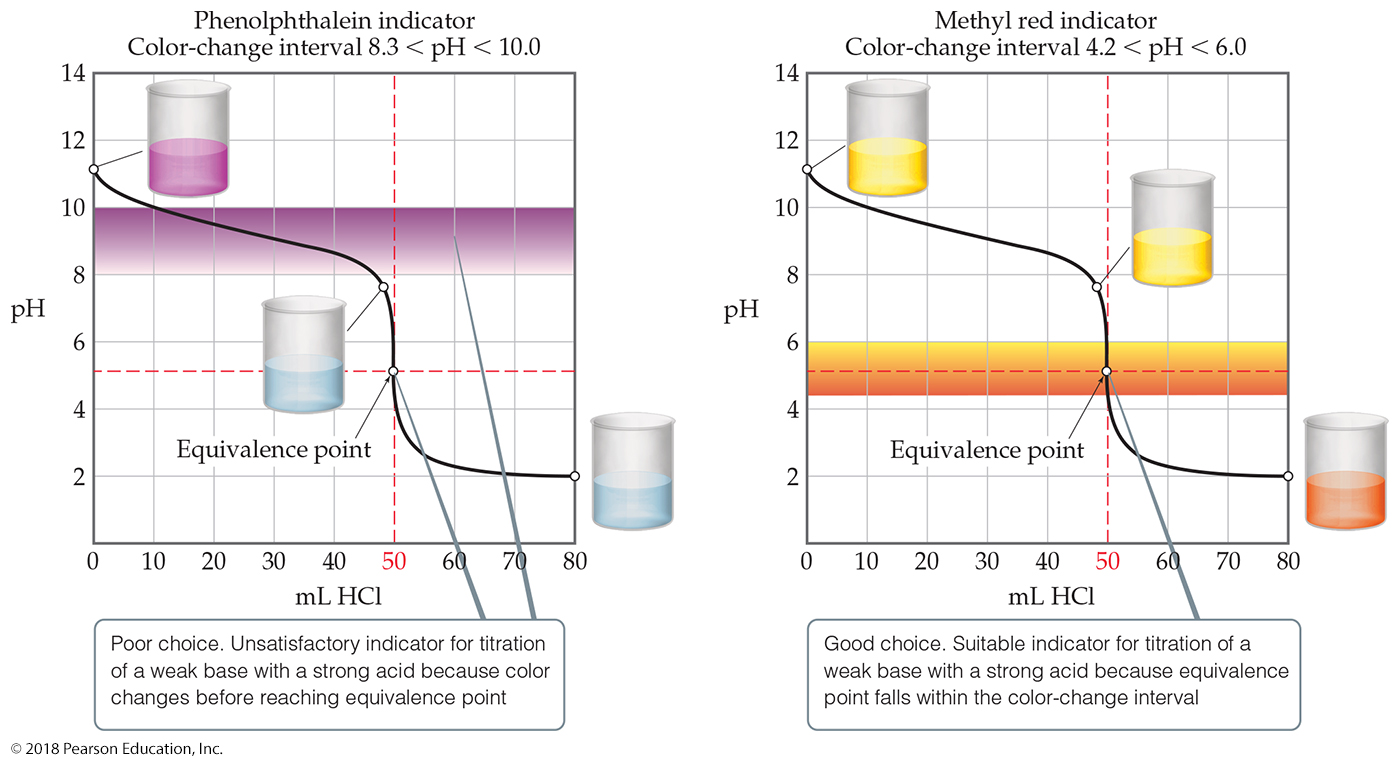 Phenolphthalein indicator
Color-change interval 8.3 < pH < 10.0
14
12
10
8
6
4
2
pH
Equivalence point
0 10 20 30 40 50 60 70 80
mL HCl
Poor choice. Unsatisfactory indicator for titration
of a weak base with a strong acid because color
changes before reaching equivalence point
Methyl red indicator
Color-change interval 4.2 < pH < 6.0
14
12
10
8
6
4
2
pH
Equivalence point
0 10 20 30 40 50 60 70 80
mL HCl
Good choice. Suitable indicator for titration of a
weak base with a strong acid because equivalence
point falls within the color-change interval
© 2018 Pearson Education, Inc.